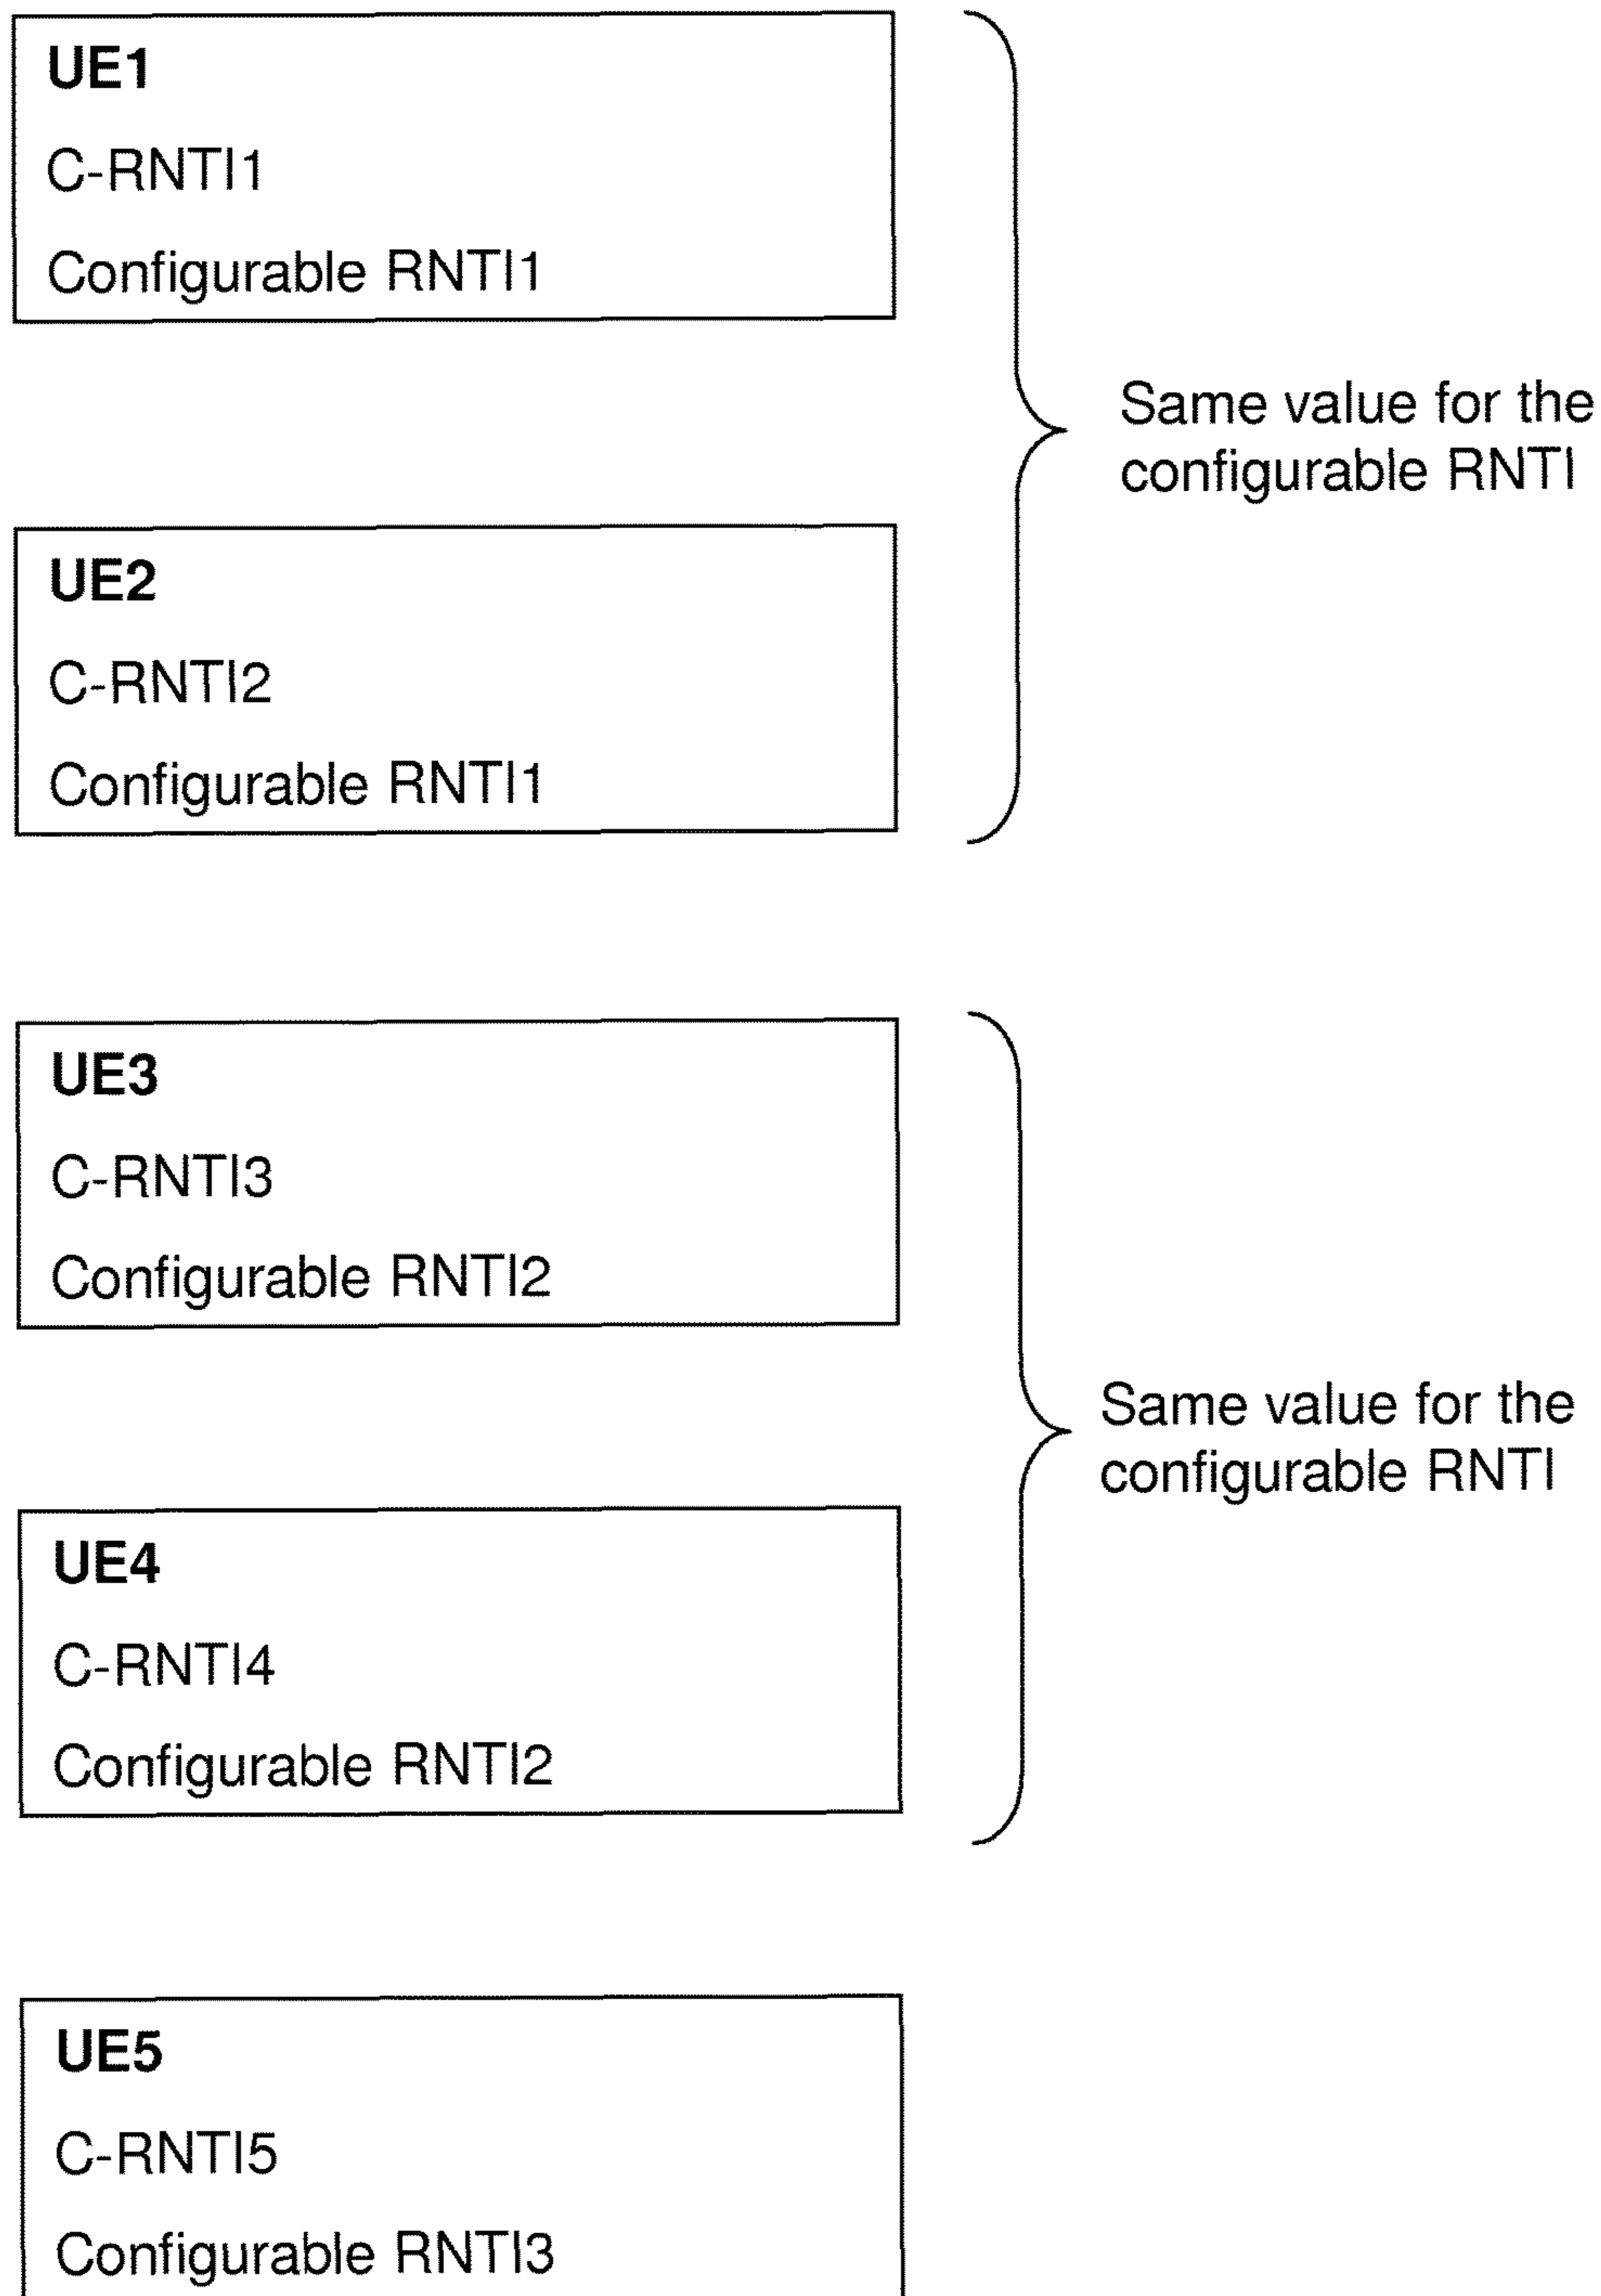 UE1
C-RNTI1
Configurable RNTI1
Same value for the
configurable RNTI
UE2
C-RNTI2
Configurable RNTI1
UE3
C-RNTI3
Configurable RNTI2
Same value for the
configurable RNTI
UE4
C-RNTI4
Configurable RNTI2
UE5
C-RNTI5
Configurable RNTI3